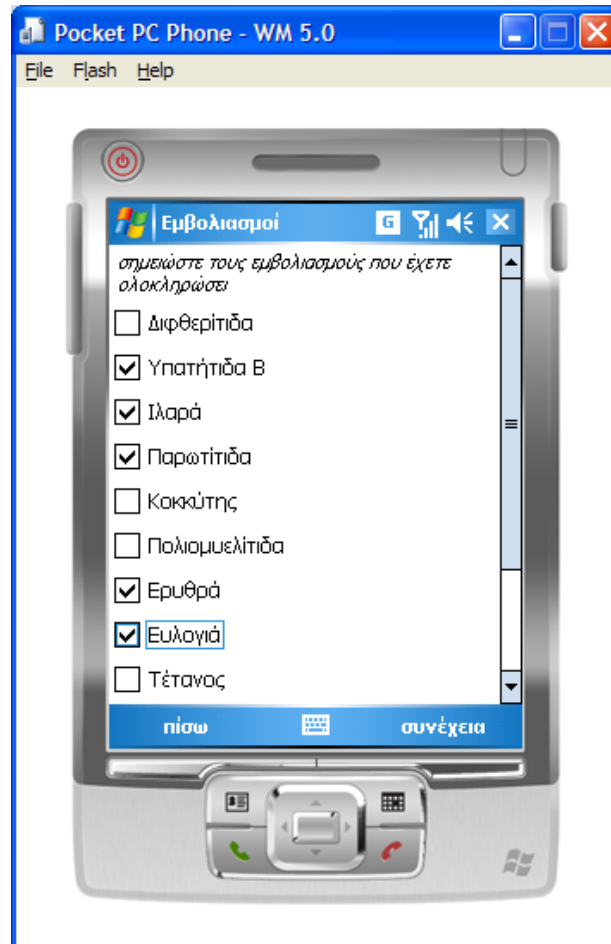 Pocket PC Phone - WM 5.0
File Flash Help
Εμβολιασμοί G
σημειώστε τους εμβολιασμούς που έχετε
ολοκληρώσει
Διφθερίτιδα
Υπατήτιδα Β
Ιλαρά
Παρωτίτιδα
Κοκκύτης
Πολιομυελίτιδα
Ερυθρά
Ευλογιά
Τέτανος
πίσω συνέχεια